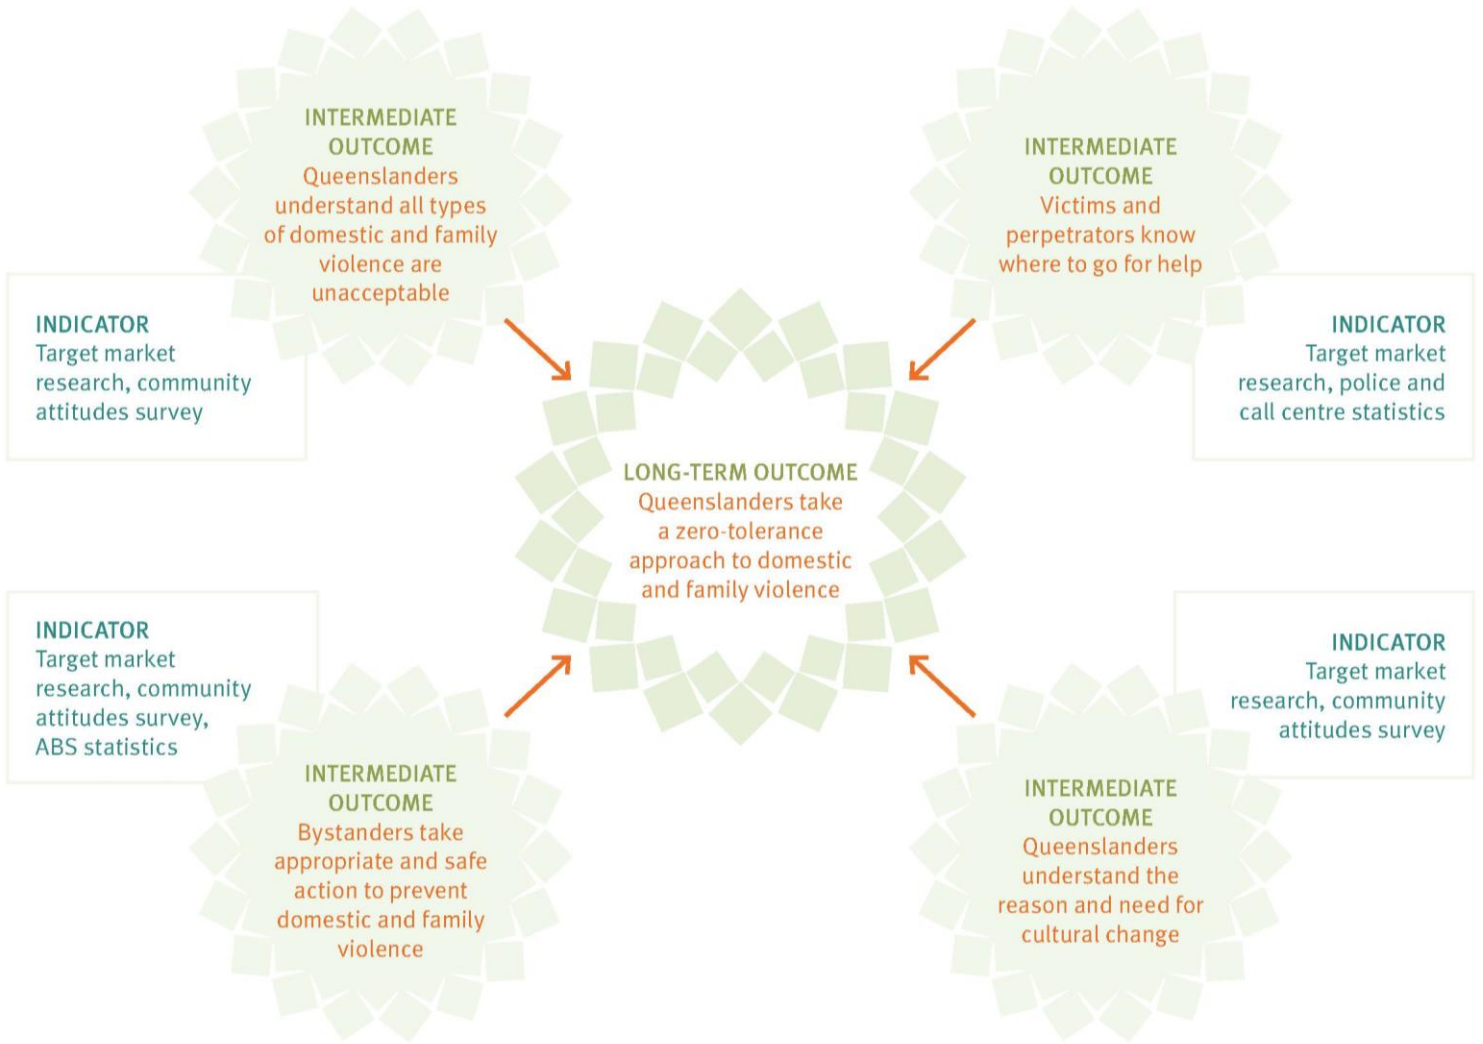 INTERMEDIATE
OUTCOME
Queenslanders
understand all types
of domestic and family
violence are
unacceptable
INDICATOR
Target market
research, community
attitudes survey
INTERMEDIATE
OUTCOME
Victims and
perpetrators know
where to go for help
INDICATOR
Target market
research, police and
call centre statistics
LONG-TERM OUTCOME
Queenslanders take
a zero-tolerance
approach to domestic
and family violence
INDICATOR
Target market
research, community
attitudes survey,
ABS statistics
INTERMEDIATE
OUTCOME
Bystanders take
appropriate and safe
action to prevent
domestic and family
violence
INDICATOR
Target market
research, community
attitudes survey
INTERMEDIATE
OUTCOME
Queenslanders
understand the
reason and need for
cultural change